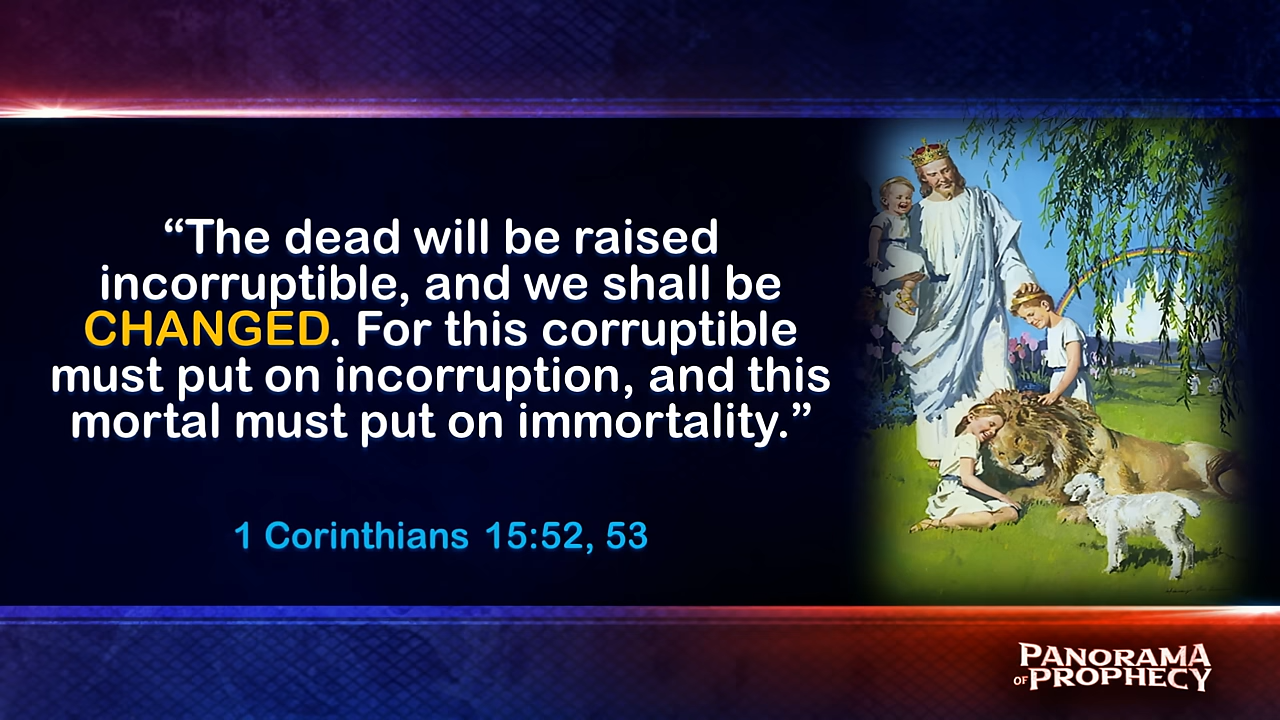 “The dead will be raised
incorruptible, and we shall be
CHANGED. For this corruptible
must put on incorruption, and this
mortal must put on immortality.”
1 Corinthians 15:52, 53
PANORAMA
OF PROPHECY